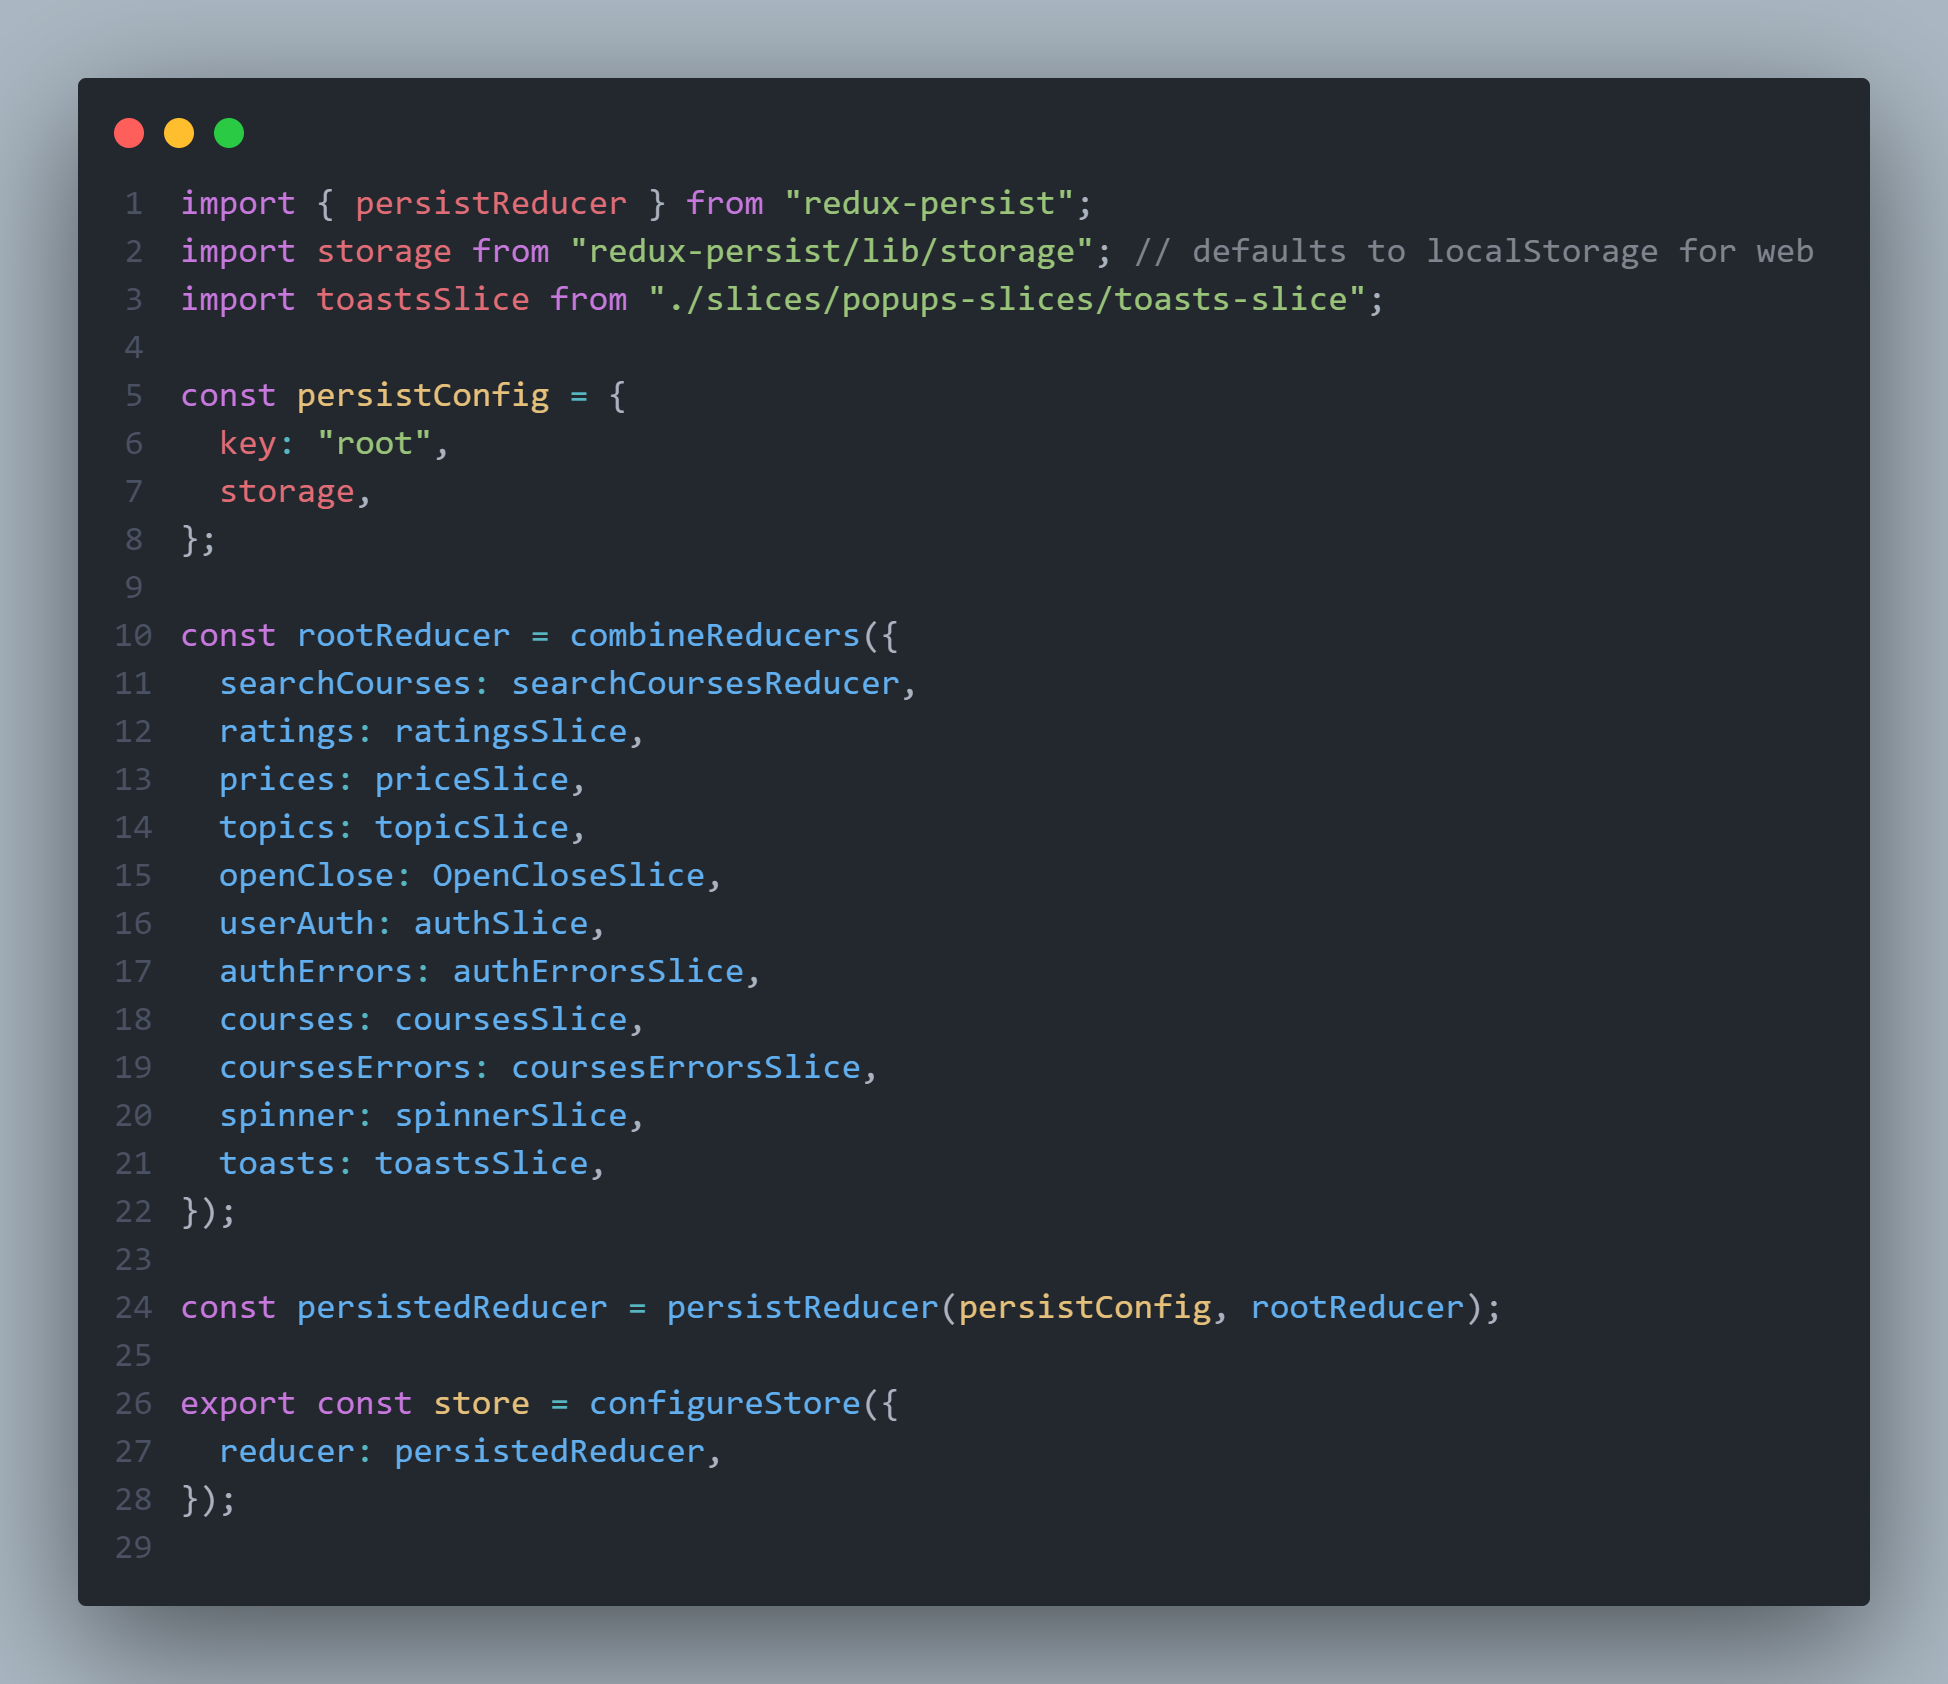 1 import { persistReducer } from "redux-persist";
2 import storage from "redux-persist/lib/storage"; // defaults to localStorage for web
3 import toastsSlice from "./slices/popups-slices/toasts-slice";
4
5 const persistConfig = {
6   key: "root",
7   storage,
8 };
9
10 const rootReducer = combineReducers({
11   searchCourses: searchCoursesReducer,
12   ratings: ratingsSlice,
13   prices: priceSlice,
14   topics: topicSlice,
15   openClose: OpenCloseSlice,
16   userAuth: authSlice,
17   authErrors: authErrorsSlice,
18   courses: coursesSlice,
19   coursesErrors: coursesErrorsSlice,
20   spinner: spinnerSlice,
21   toasts: toastsSlice,
22 });
23
24 const persistedReducer = persistReducer(persistConfig, rootReducer);
25
26 export const store = configureStore({
27   reducer: persistedReducer,
28 });
29